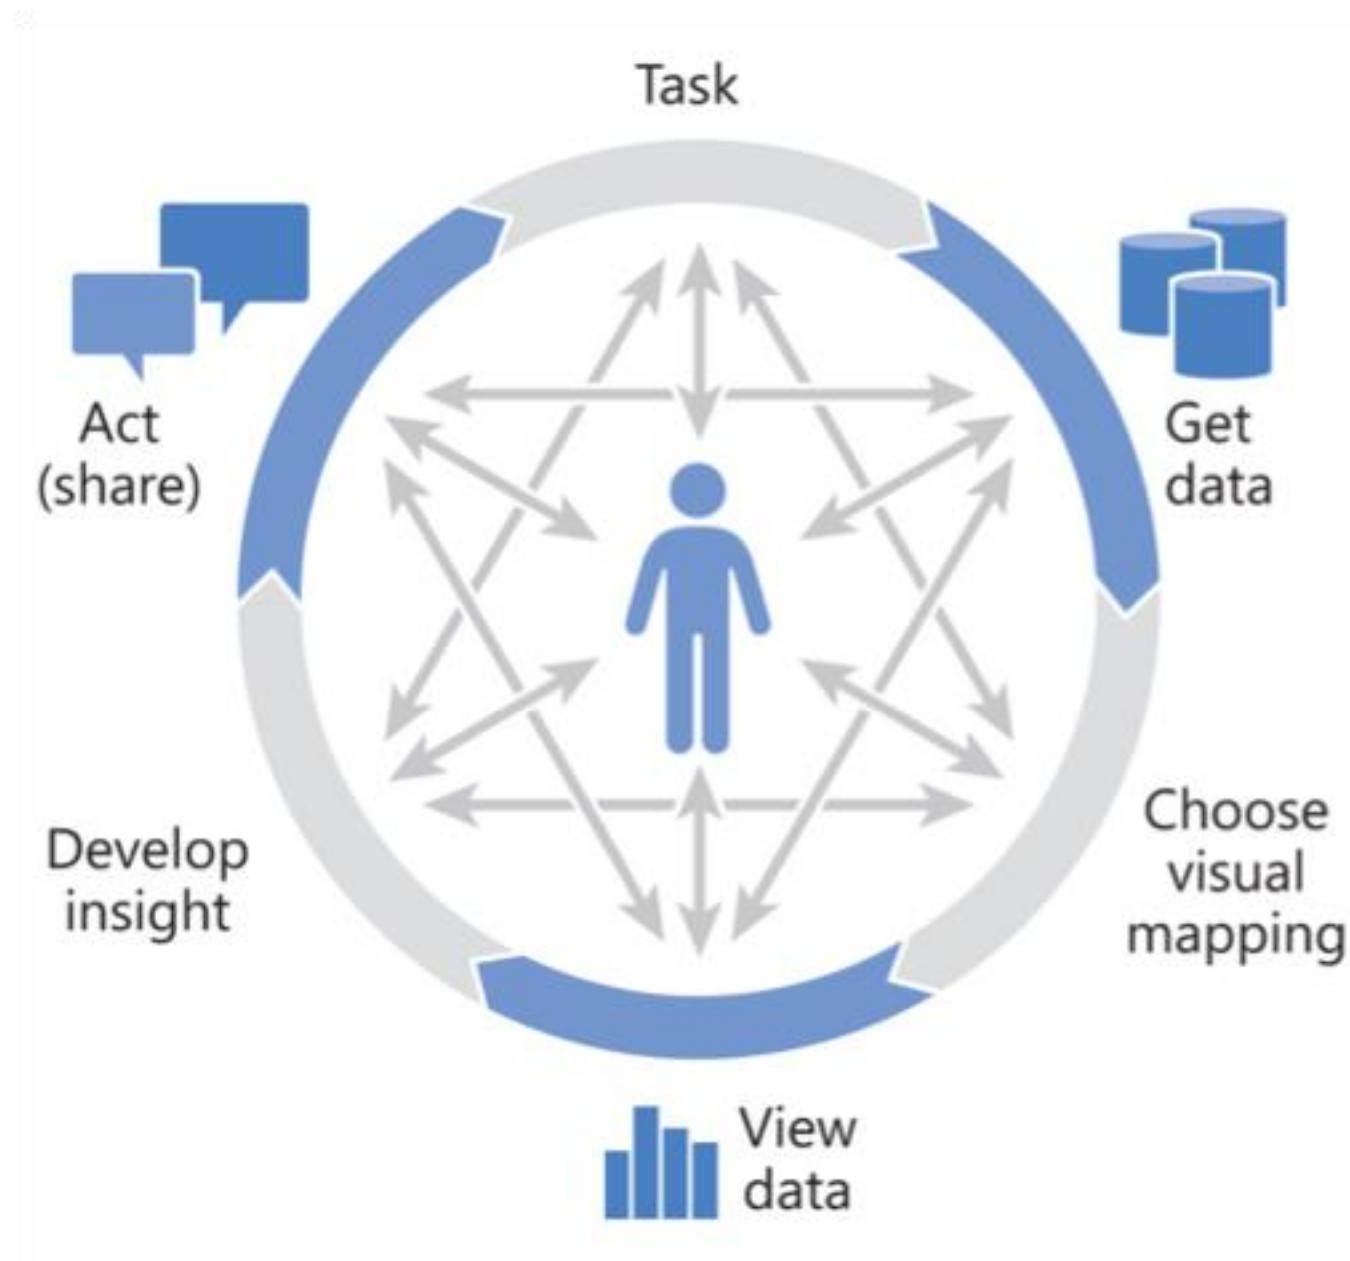 Task
Get
data
Choose
visual
mapping
View
data
Develop
insight
Act
(share)